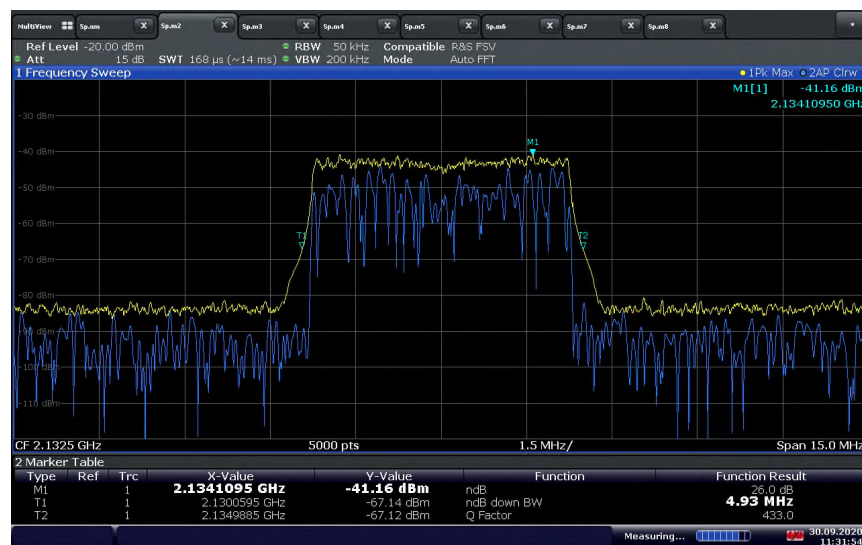 MultiView Sp.um X Sp.m2 X Sp.m3 X Sp.m4 X Sp.m5 X Sp.m6 X Sp.m7 X Sp.m8 X
Ref Level -20.00 dBm RBW 50 kHz Compatible R&S FSV
Att 15 dB SWT 168 µs (~14 ms) VBW 200 kHz Mode Auto FFT
1 Frequency Sweep 1Pk Max 2AP Clrw
M1[1] -41.16 dBm
2.13410950 GHz
-30 dBm
M1
-40 dBm
-50 dBm
-60 dBm
T1 T2
-70 dBm
-80 dBm
-90 dBm
-100 dBm
-110 dBm
CF 2.1325 GHz 5000 pts 1.5 MHz/ Span 15.0 MHz
2 Marker Table
Type Ref Trc X-Value Y-Value Function Function Result
M1 1 2.1341095 GHz -41.16 dBm ndB 26.0 dB
T1 1 2.1300595 GHz -67.14 dBm ndB down BW 4.93 MHz
T2 1 2.1349885 GHz -67.12 dBm Q Factor 433.0
Measuring... 30.09.2020
11:31:54